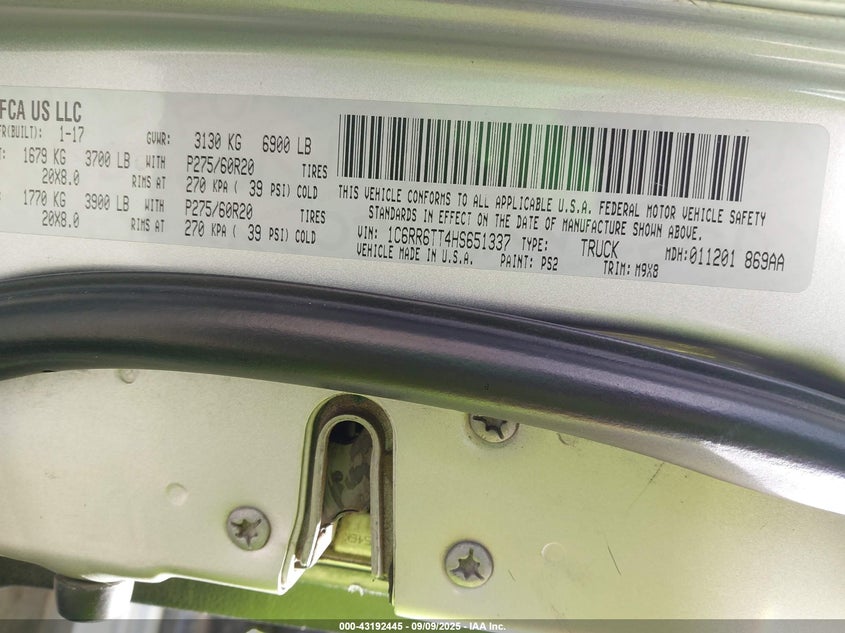 FCA US LLC
FR(BUILT): 1-17 GVWR: 3130 KG 6900 LB
T: 1679 KG 3700 LB WITH P275/60R20 TIRES
20X8.0 RIMS AT 270 KPA ( 39 PSI) COLD
: 1770 KG 3900 LB WITH P275/60R20 TIRES
20X8.0 RIMS AT 270 KPA ( 39 PSI) COLD
THIS VEHICLE CONFORMS TO ALL APPLICABLE U.S.A. FEDERAL MOTOR VEHICLE SAFETY
STANDARDS IN EFFECT ON THE DATE OF MANUFACTURE SHOWN ABOVE.
VIN: 1C6RR6TT4HS651337 TYPE: TRUCK MDH:011201 869AA
VEHICLE MADE IN U.S.A. PAINT: PS2 TRIM: M9X8
000-43192445 - 09/09/2025 - IAA Inc.